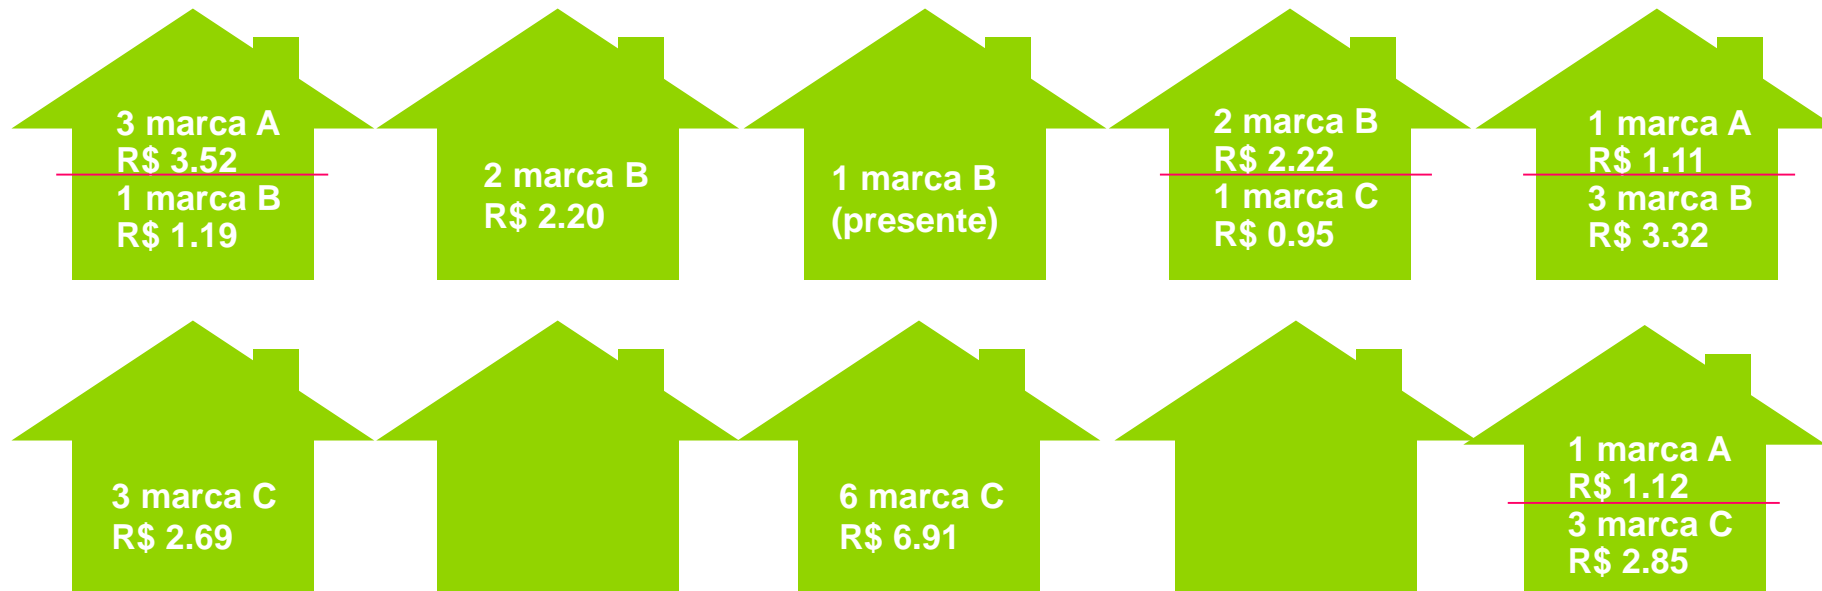 3 marca A
R$ 3.52
1 marca B
R$ 1.19
2 marca B
R$ 2.20
1 marca B
(presente)
2 marca B
R$ 2.22
1 marca C
R$ 0.95
1 marca A
R$ 1.11
3 marca B
R$ 3.32
3 marca C
R$ 2.69
6 marca C
R$ 6.91
1 marca A
R$ 1.12
3 marca C
R$ 2.85